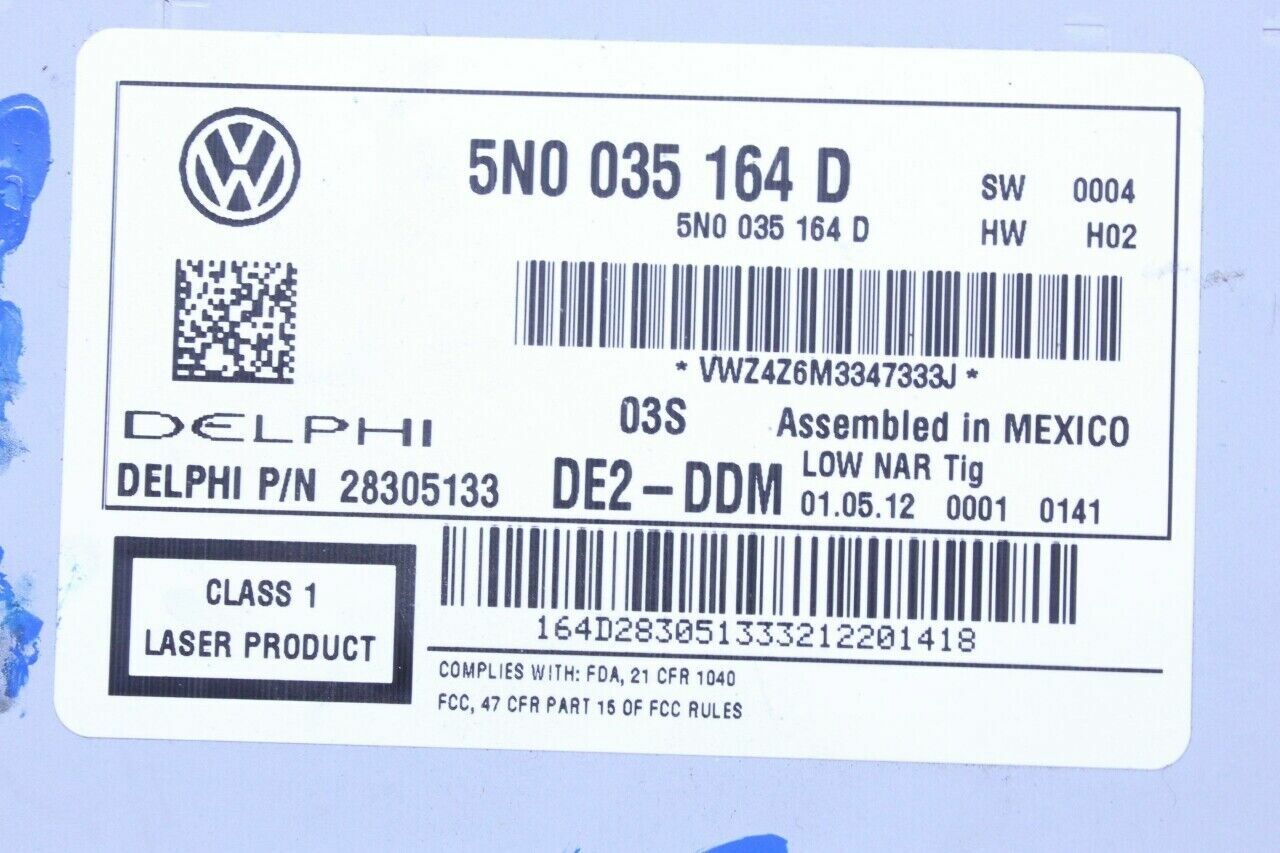 5N0 035 164 D
SW 0004
5N0 035 164 D
HW H02
* VWZ4Z6M3347333J *
03S
Assembled in MEXICO
DELPHI
DELPHI P/N 28305133
DE2-DDM
LOW NAR Tig
01.05.12 0001 0141
CLASS 1
LASER PRODUCT
164D283051333212201418
COMPLIES WITH: FDA, 21 CFR 1040
FCC, 47 CFR PART 15 OF FCC RULES